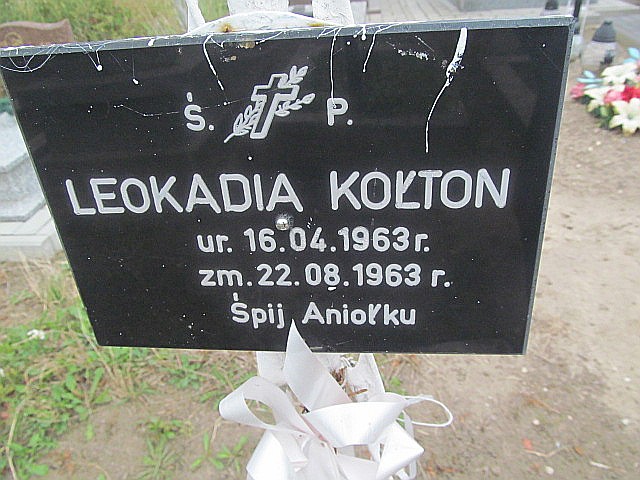 Ś. P.
LEOKADIA KOŁTON
ur. 16.04.1963 r.
zm. 22.08.1963 r.
Śpij Aniołku